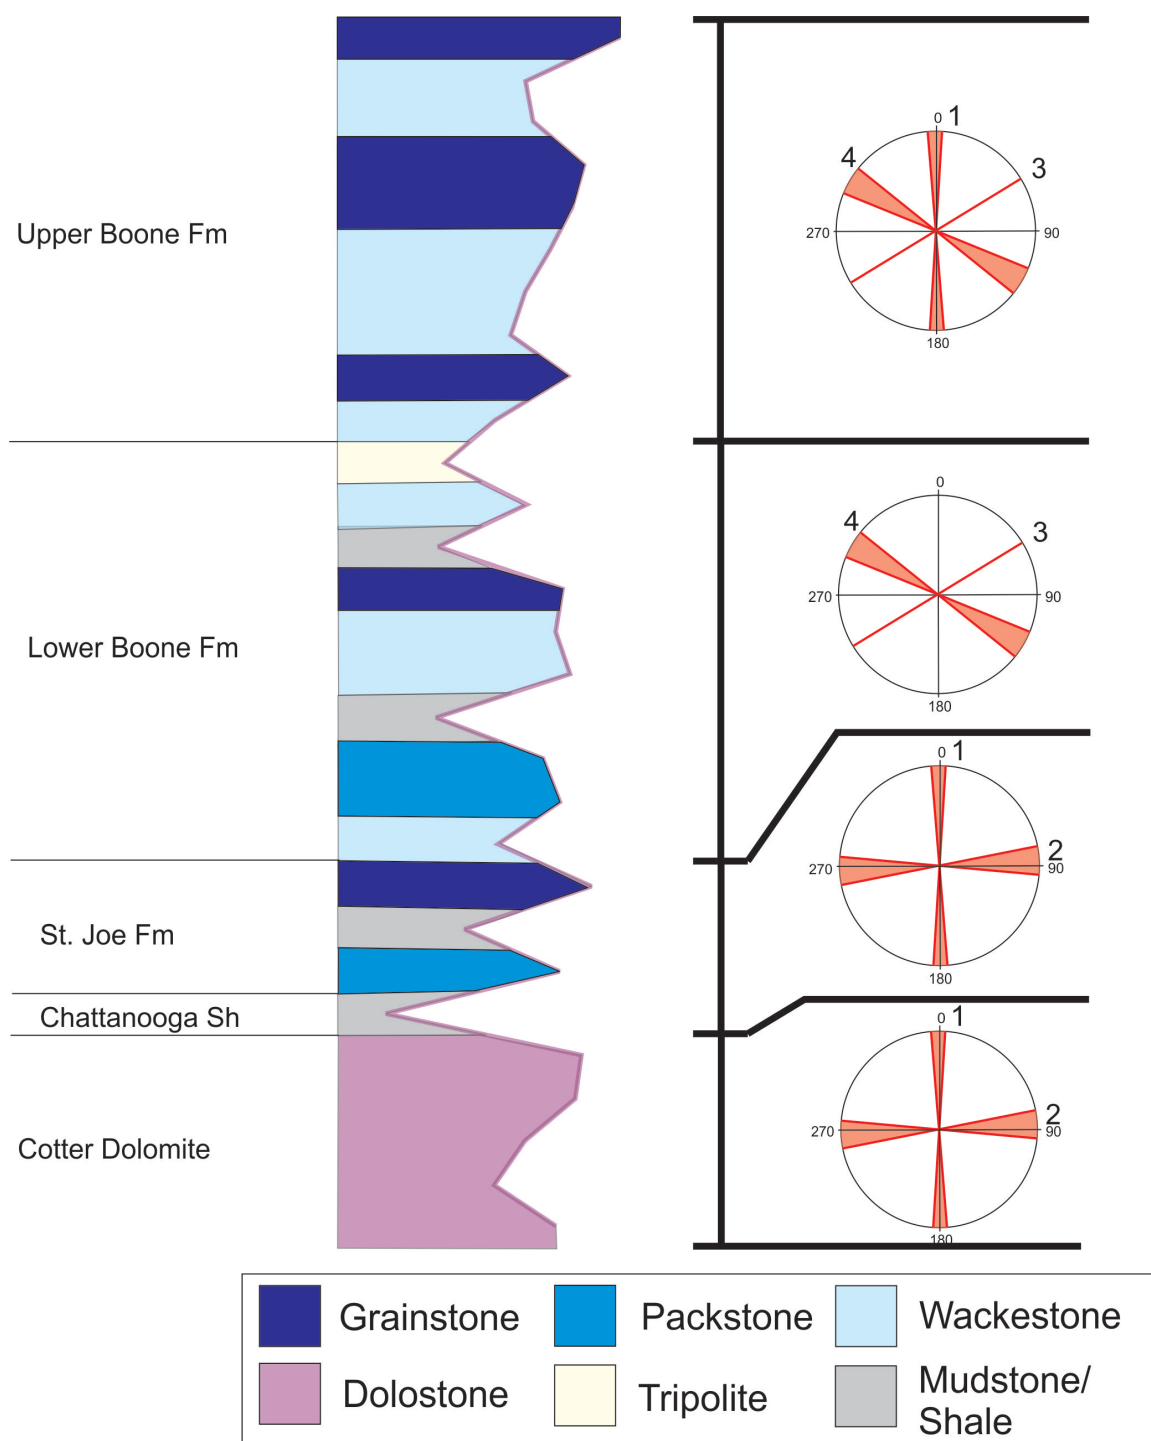 0 1
4
3
270
90
180
Upper Boone Fm
0
4
3
270
90
180
Lower Boone Fm
0 1
2
270
90
180
St. Joe Fm
Chattanooga Sh
0 1
2
270
90
180
Cotter Dolomite
Grainstone
Packstone
Wackestone
Dolostone
Tripolite
Mudstone/
Shale